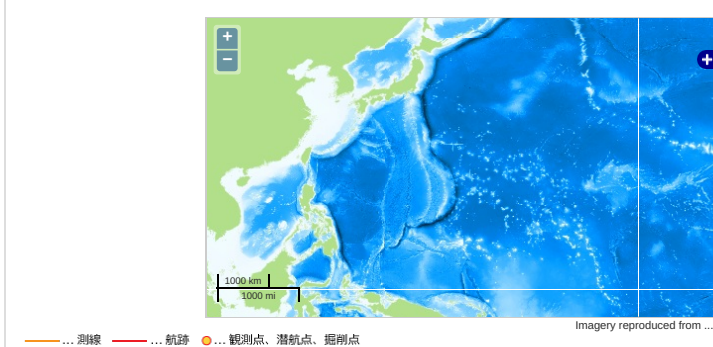 +
−
1000 km
1000 mi
Imagery reproduced from ...
... 測線 ... 航跡 ... 観測点、潜航点、掘削点